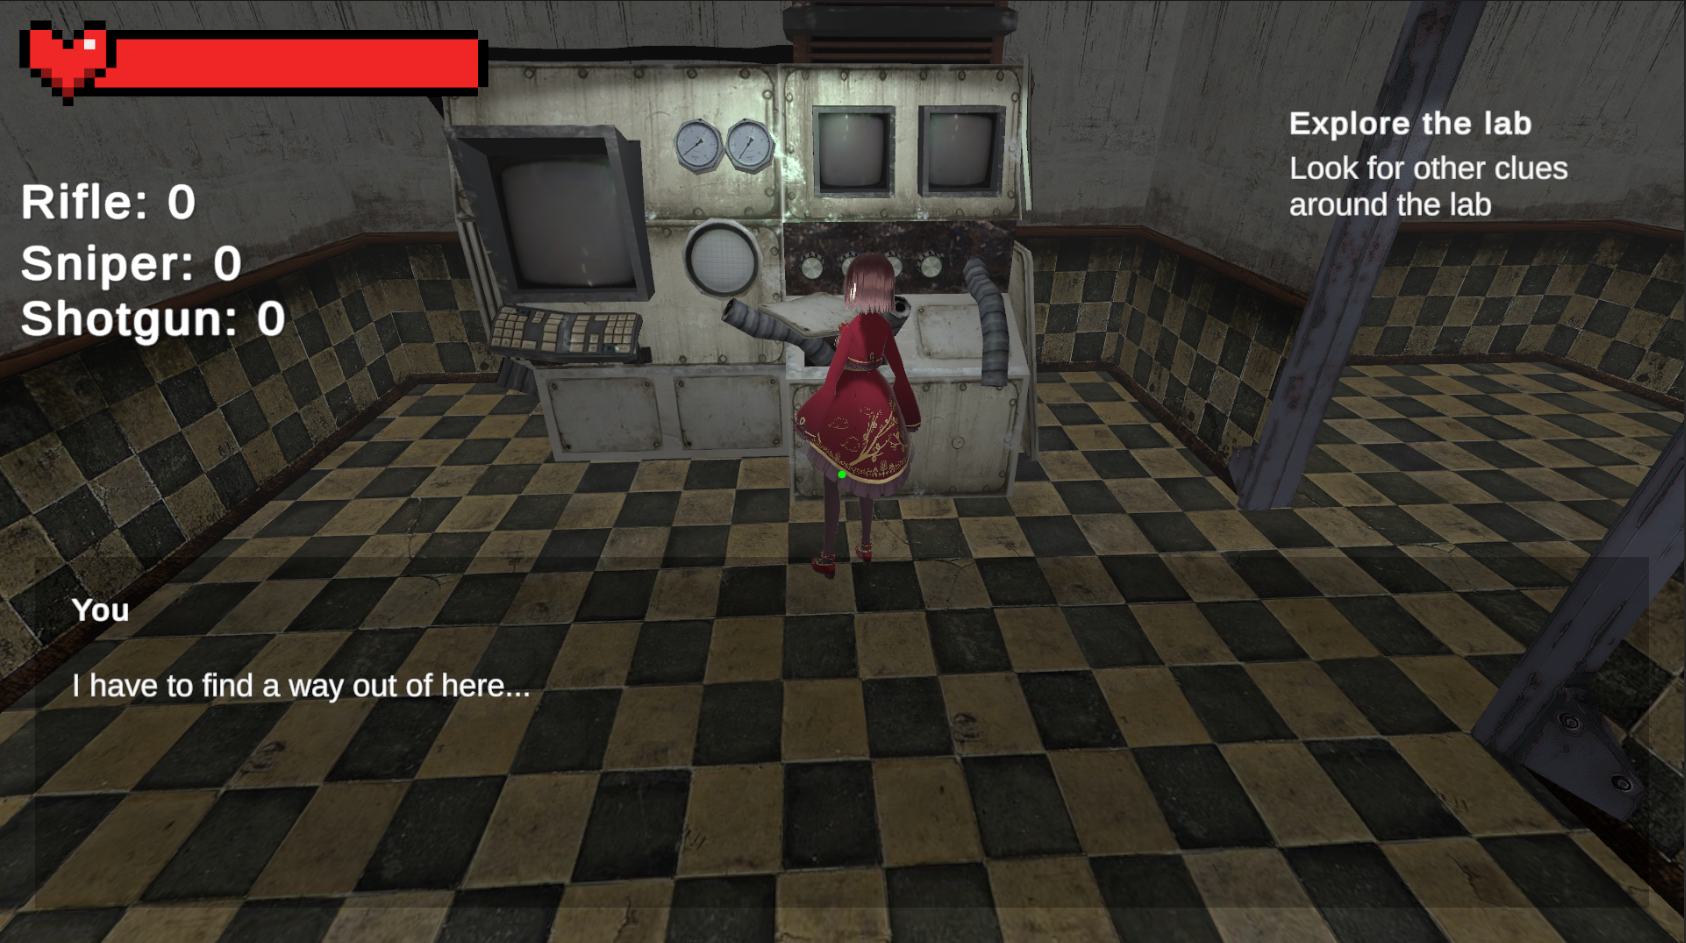 Rifle: 0
Sniper: 0
Shotgun: 0
Explore the lab
Look for other clues
around the lab
You
I have to find a way out of here...